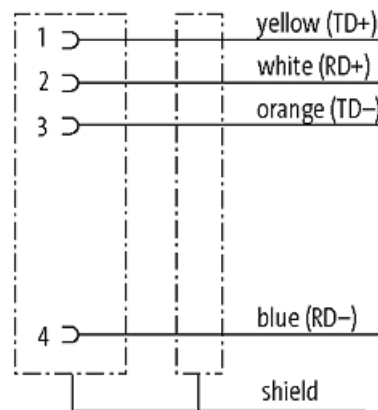 1 yellow (TD+)
2 white (RD+)
3 orange (TD–)
4 blue (RD–)
shield